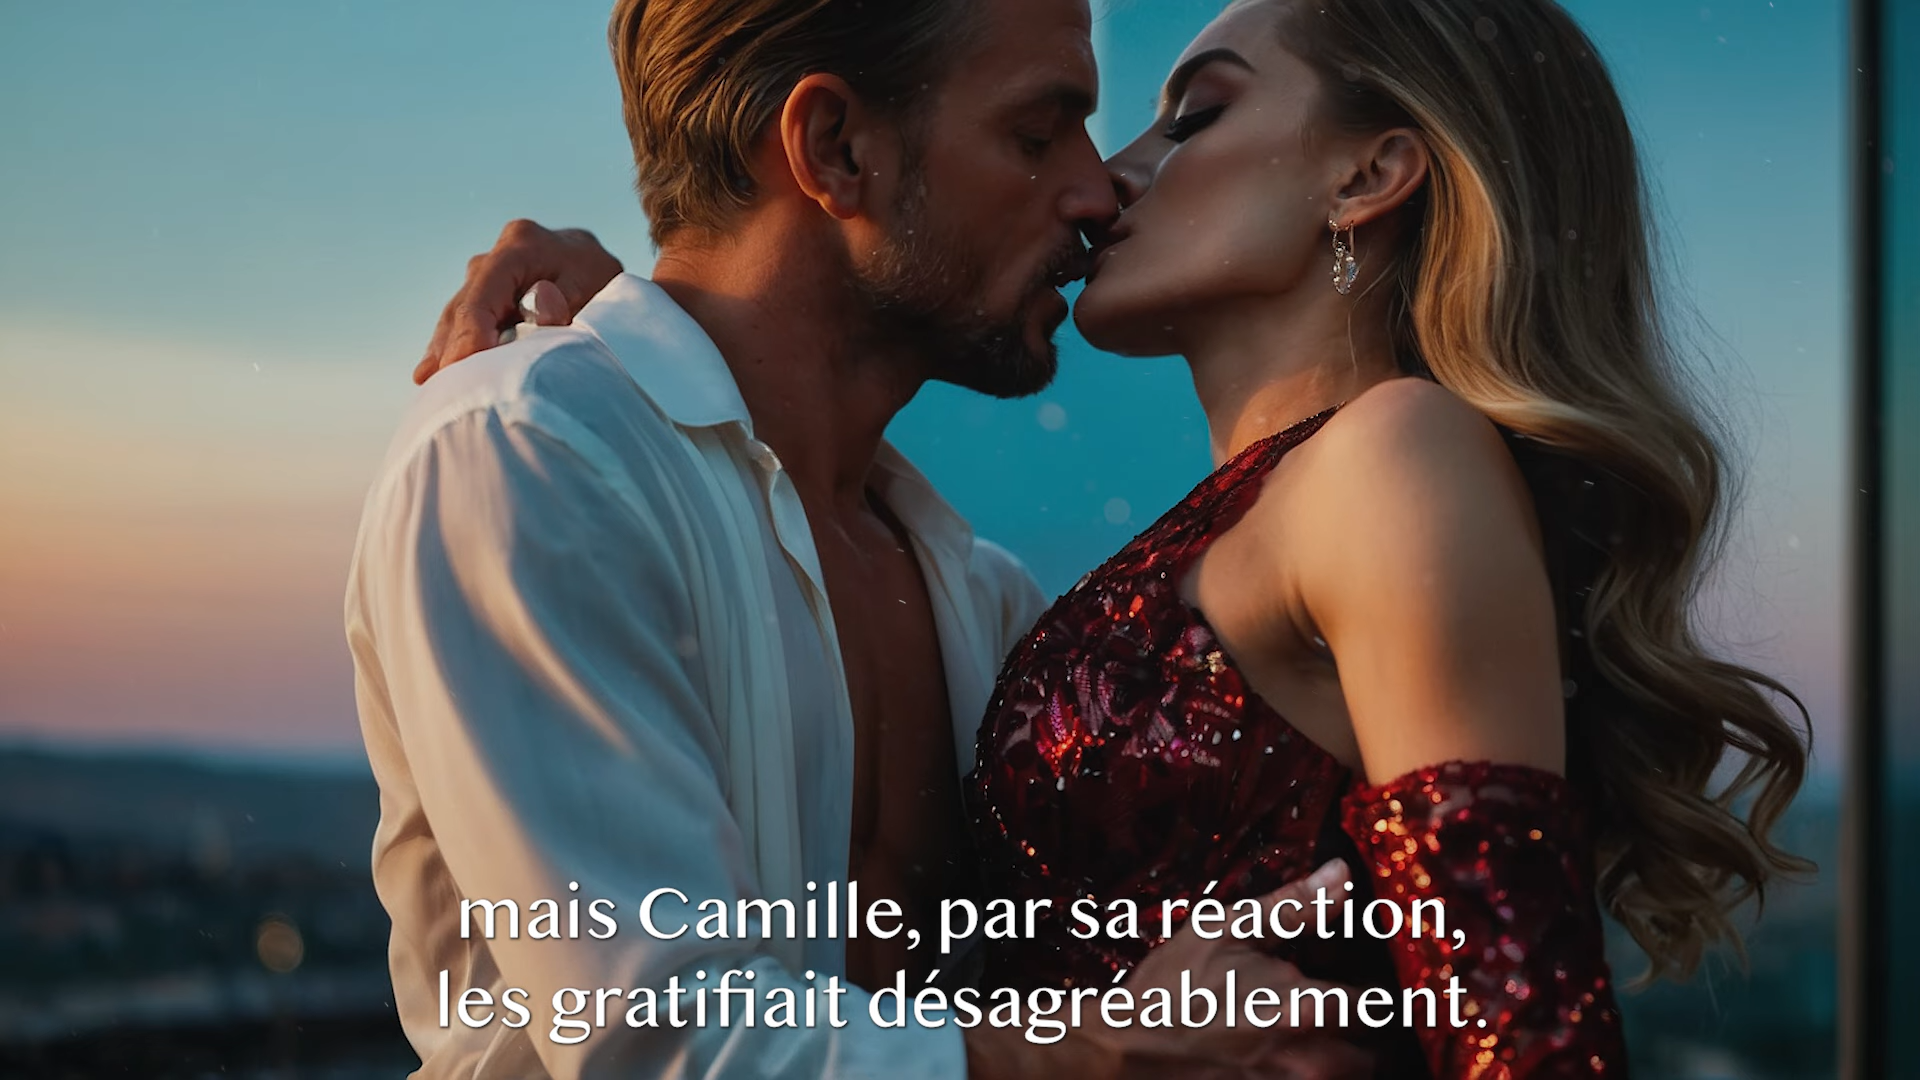 mais Camille, par sa réaction,
les gratifiait désagréablement.